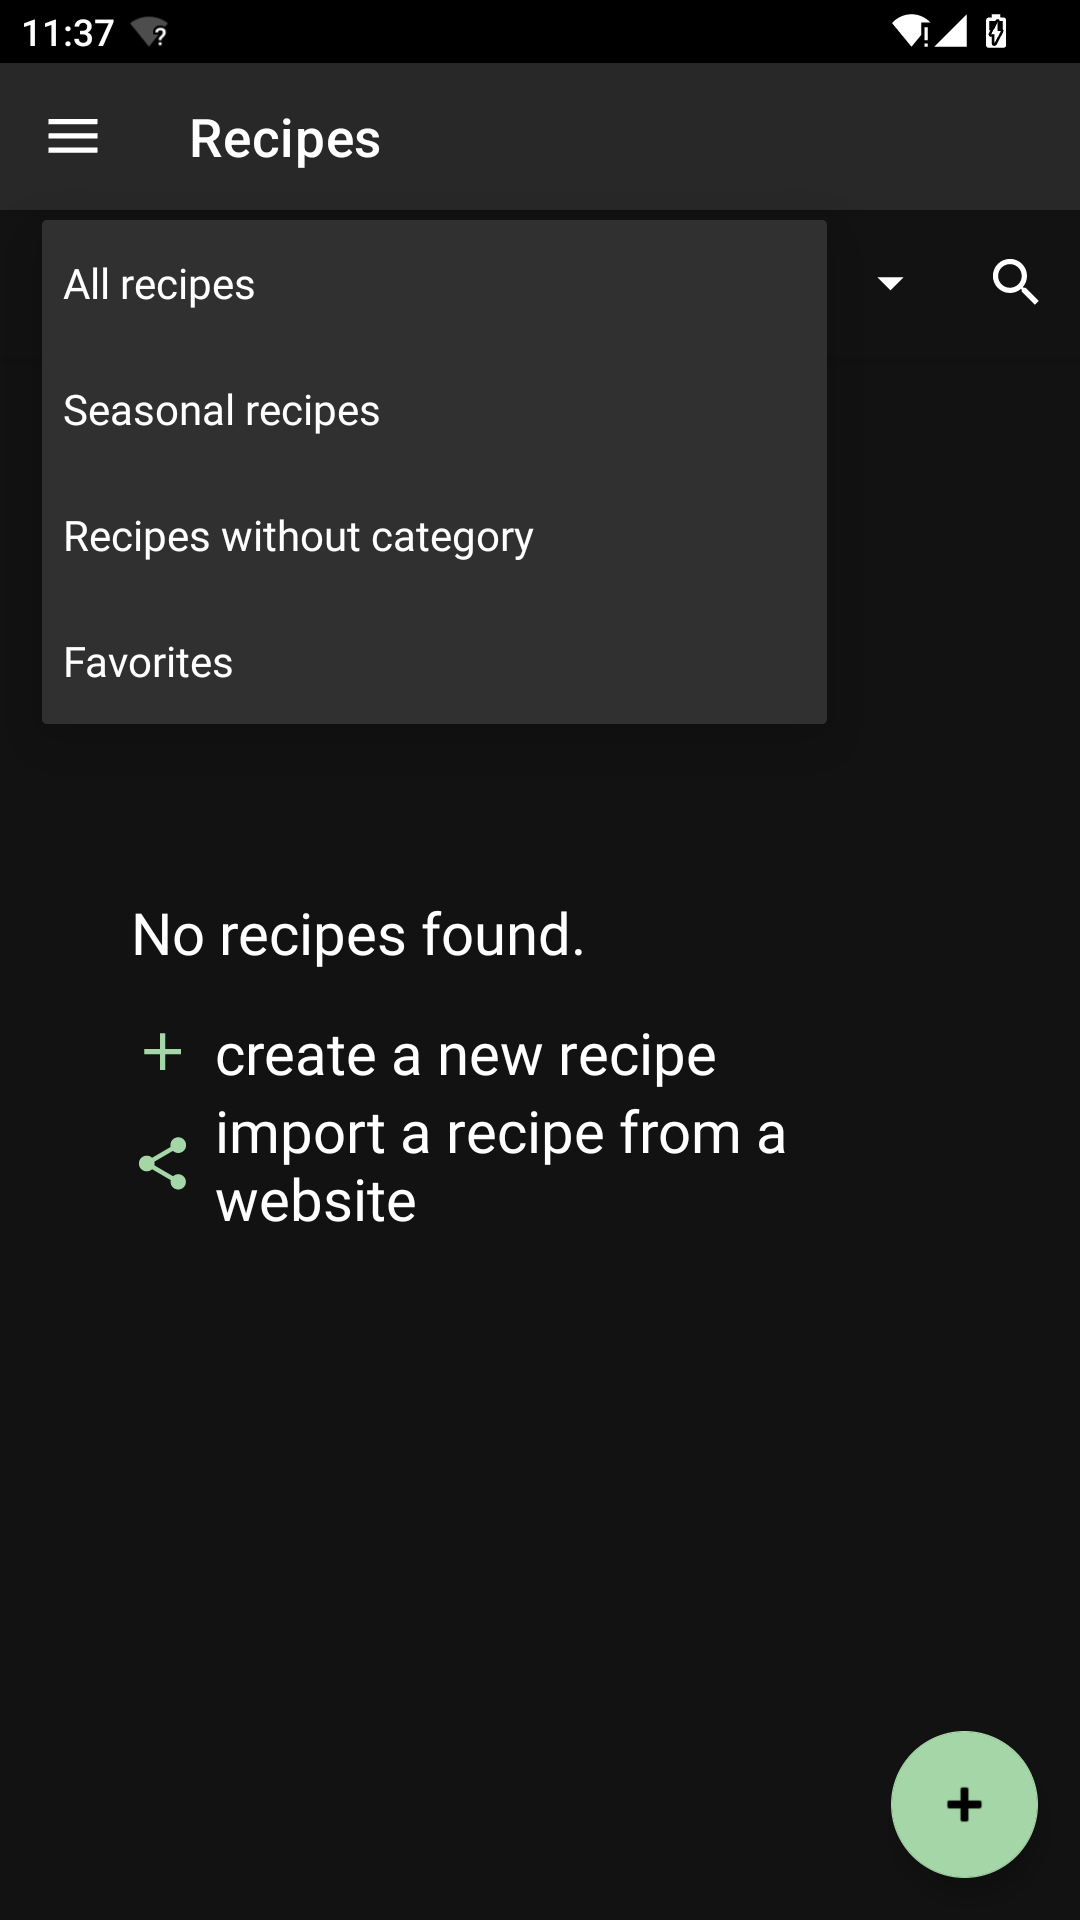 11:37
Recipes
All recipes
Seasonal recipes
Recipes without category
Favorites
No recipes found.
create a new recipe
import a recipe from a
website